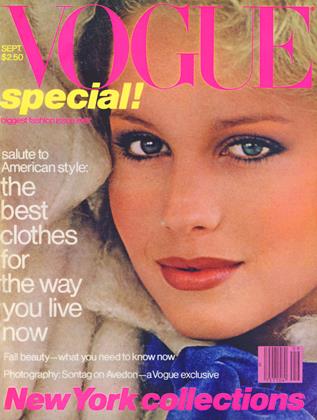 VOGUE
SEPT.
$2.50
special!
biggest fashion issue ever
salute to
American style:
the
best
clothes
for
the way
you live
now
Fall beauty—what you need to know now
Photography: Sontag on Avedon—a Vogue exclusive
New York collections